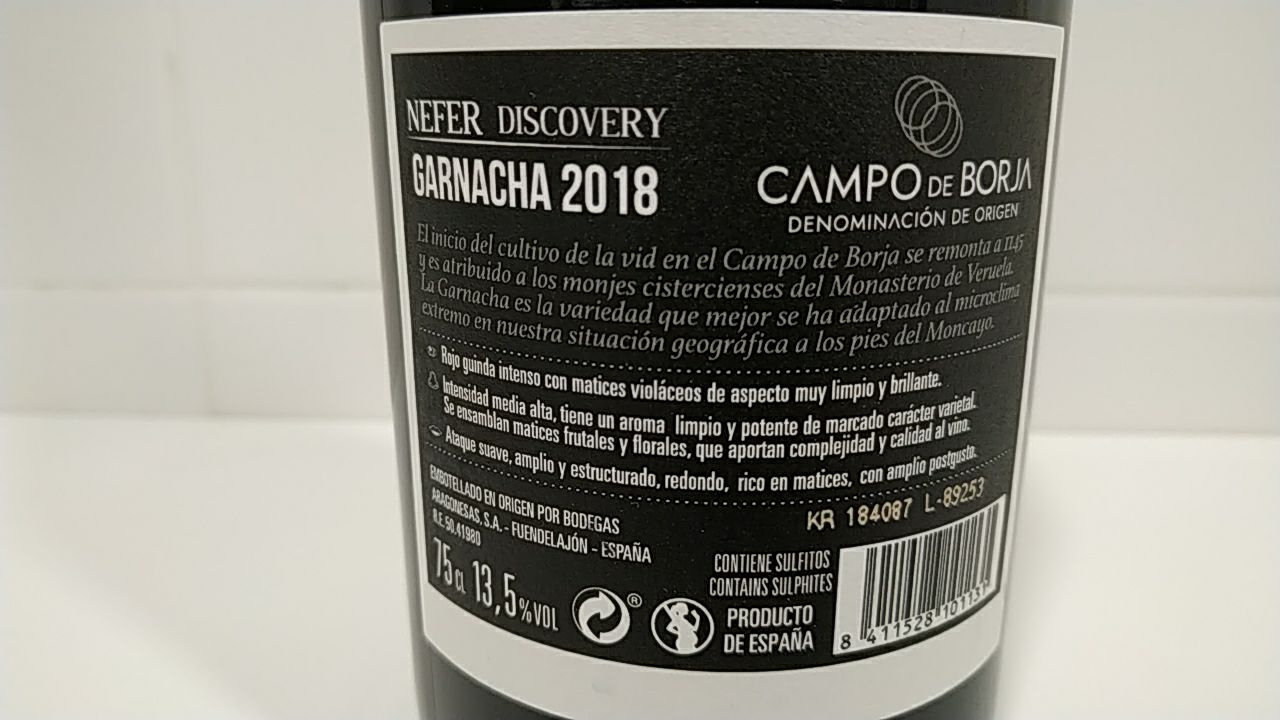 NEFER DISCOVERY
GARNACHA 2018
CAMPO DE BORJA
DENOMINACIÓN DE ORIGEN
El inicio del cultivo de la vid en el Campo de Borja se remonta a 1145
y es atribuido a los monjes cistercienses del Monasterio de Veruela.
La Garnacha es la variedad que mejor se ha adaptado al microclima
extremo en nuestra situación geográfica a los pies del Moncayo.
Rojo guinda intenso con matices violáceos de aspecto muy limpio y brillante.
Intensidad media alta, tiene un aroma limpio y potente de marcado carácter varietal.
Se ensamblan matices frutales y florales, que aportan complejidad y calidad al vino.
Ataque suave, amplio y estructurado, redondo, rico en matices, con amplio postgusto.
KR 184087 L-89253
EMBOTELLADO EN ORIGEN POR BODEGAS
ARAGONESAS, S.A. - FUENDELAJÓN - ESPAÑA
R.E. 50.41980
75 CL 13,5%VOL
®
CONTIENE SULFITOS
CONTAINS SULPHITES
PRODUCTO
DE ESPAÑA
8 411528 101131